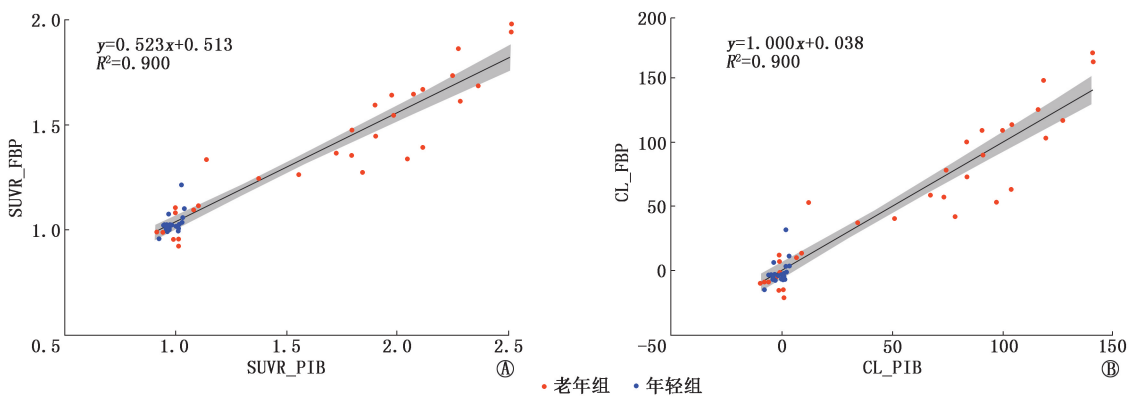 2.0
1.5
1.0
0.5
SUVR_FBP
y=0.523x+0.513
R²=0.900
1.0
1.5
2.0
2.5
SUVR_PIB
Ⓐ
200
150
100
50
0
−50
CL_FBP
y=1.000x+0.038
R²=0.900
0
50
100
150
CL_PIB
Ⓑ
老年组 年轻组